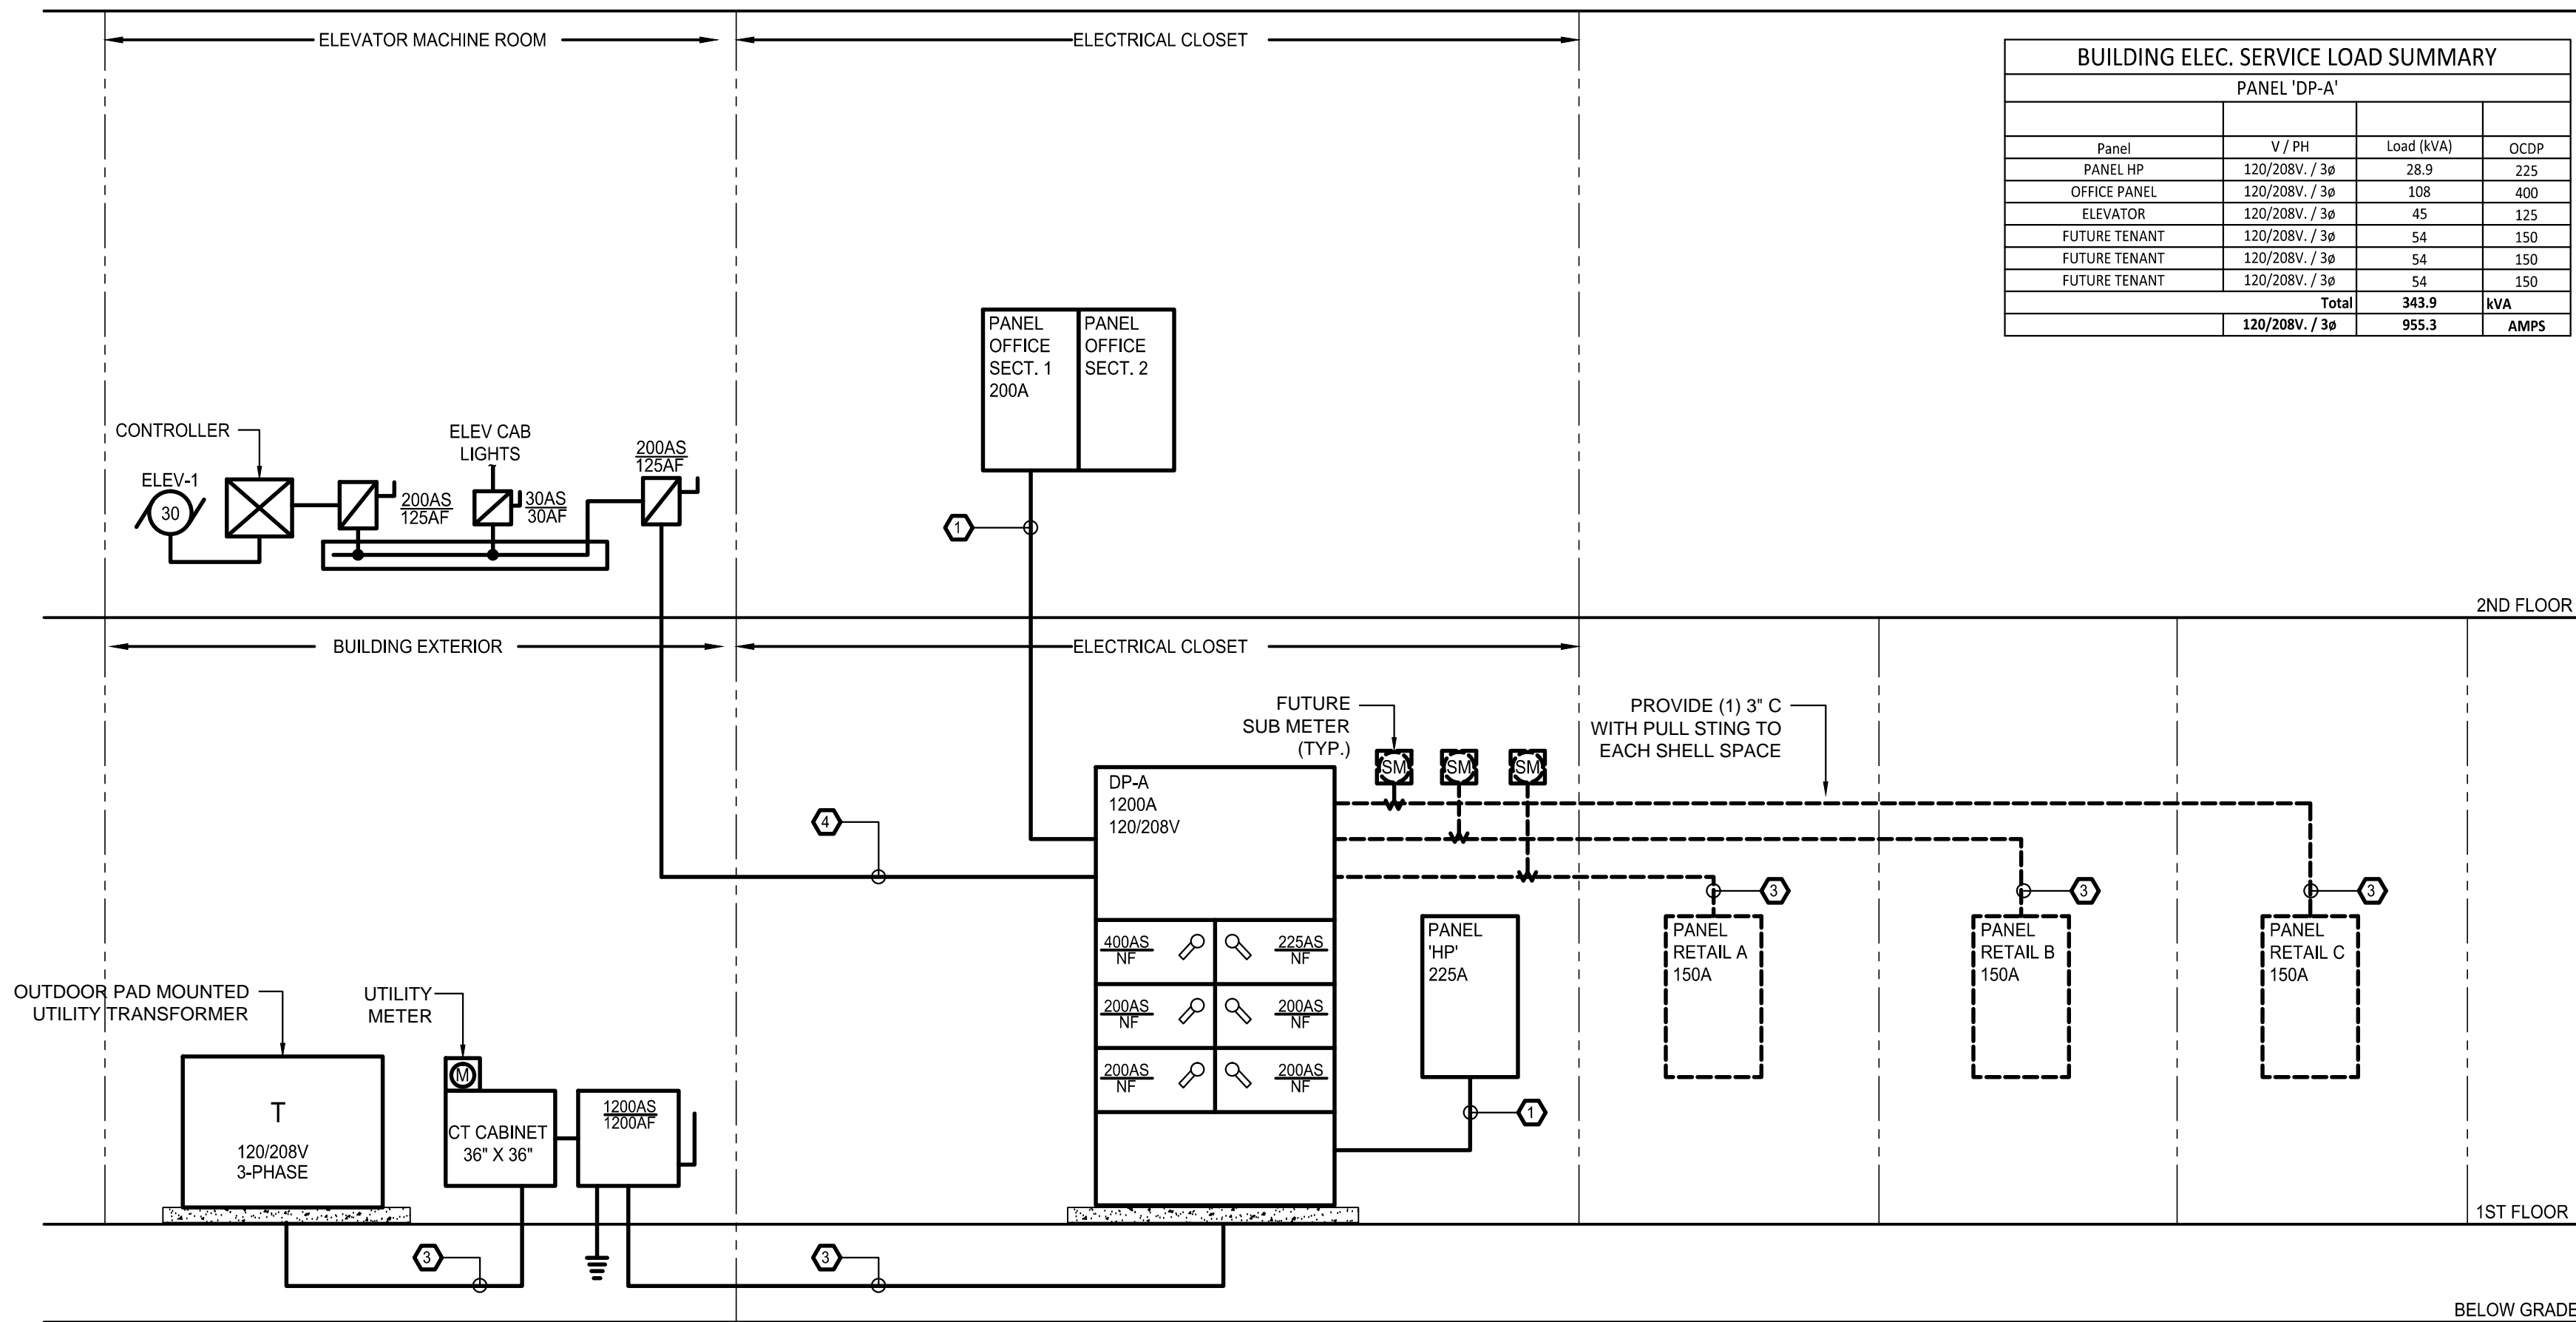 ELEVATOR MACHINE ROOM
ELECTRICAL CLOSET
BUILDING ELEC. SERVICE LOAD SUMMARY
PANEL 'DP-A'
Panel V / PH Load (kVA) OCDP
PANEL HP 120/208V. / 3ø 28.9 225
OFFICE PANEL 120/208V. / 3ø 108 400
ELEVATOR 120/208V. / 3ø 45 125
FUTURE TENANT 120/208V. / 3ø 54 150
FUTURE TENANT 120/208V. / 3ø 54 150
FUTURE TENANT 120/208V. / 3ø 54 150
Total 343.9 kVA
120/208V. / 3ø 955.3 AMPS
PANEL
OFFICE
SECT. 1
200A
PANEL
OFFICE
SECT. 2
CONTROLLER
ELEV-1
30
200AS
125AF
ELEV CAB
LIGHTS
30AS
30AF
200AS
125AF
1
2ND FLOOR
BUILDING EXTERIOR
ELECTRICAL CLOSET
FUTURE
SUB METER
(TYP.)
SM
SM
SM
PROVIDE (1) 3" C
WITH PULL STING TO
EACH SHELL SPACE
4
DP-A
1200A
120/208V
400AS
NF
225AS
NF
200AS
NF
200AS
NF
200AS
NF
200AS
NF
PANEL
'HP'
225A
1
3
PANEL
RETAIL A
150A
3
PANEL
RETAIL B
150A
3
PANEL
RETAIL C
150A
OUTDOOR PAD MOUNTED
UTILITY TRANSFORMER
T
120/208V
3-PHASE
UTILITY
METER
M
CT CABINET
36" X 36"
1200AS
1200AF
1ST FLOOR
3
3
BELOW GRADE